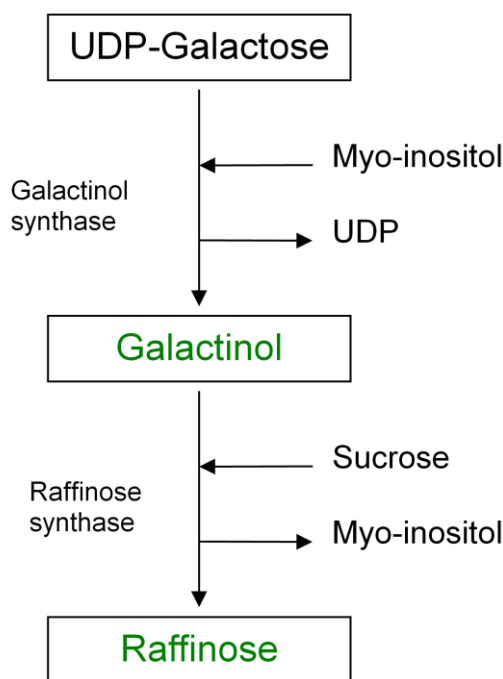 UDP-Galactose
Myo-inositol
Galactinol
synthase
UDP
Galactinol
Sucrose
Raffinose
synthase
Myo-inositol
Raffinose